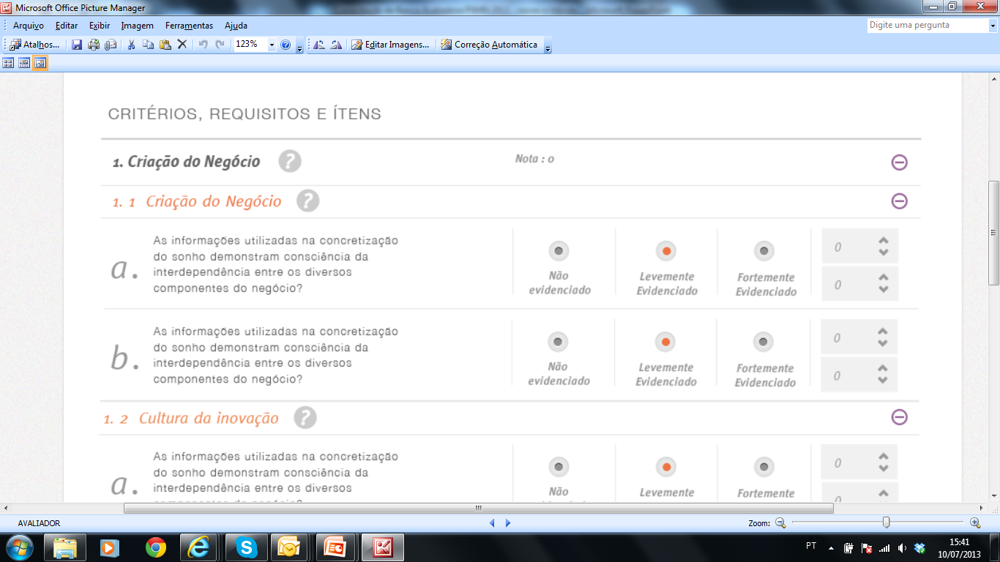 Microsoft Office Picture Manager
Arquivo Editar Exibir Imagem Ferramentas Ajuda
Digite uma pergunta
Atalhos... 123% Editar Imagens... Correção Automática
CRITÉRIOS, REQUISITOS E ÍTENS
1. Criação do Negócio ? Nota : 0
1. 1 Criação do Negócio ?
a.
As informações utilizadas na concretização
do sonho demonstram consciência da
interdependência entre os diversos
componentes do negócio?
Não
evidenciado
Levemente
Evidenciado
Fortemente
Evidenciado
0
0
b.
As informações utilizadas na concretização
do sonho demonstram consciência da
interdependência entre os diversos
componentes do negócio?
Não
evidenciado
Levemente
Evidenciado
Fortemente
Evidenciado
0
0
1. 2 Cultura da inovação ?
a.
As informações utilizadas na concretização
do sonho demonstram consciência da
interdependência entre os diversos
Não
Levemente
Fortemente
0
0
AVALIADOR
Zoom:
PT
15:41
10/07/2013